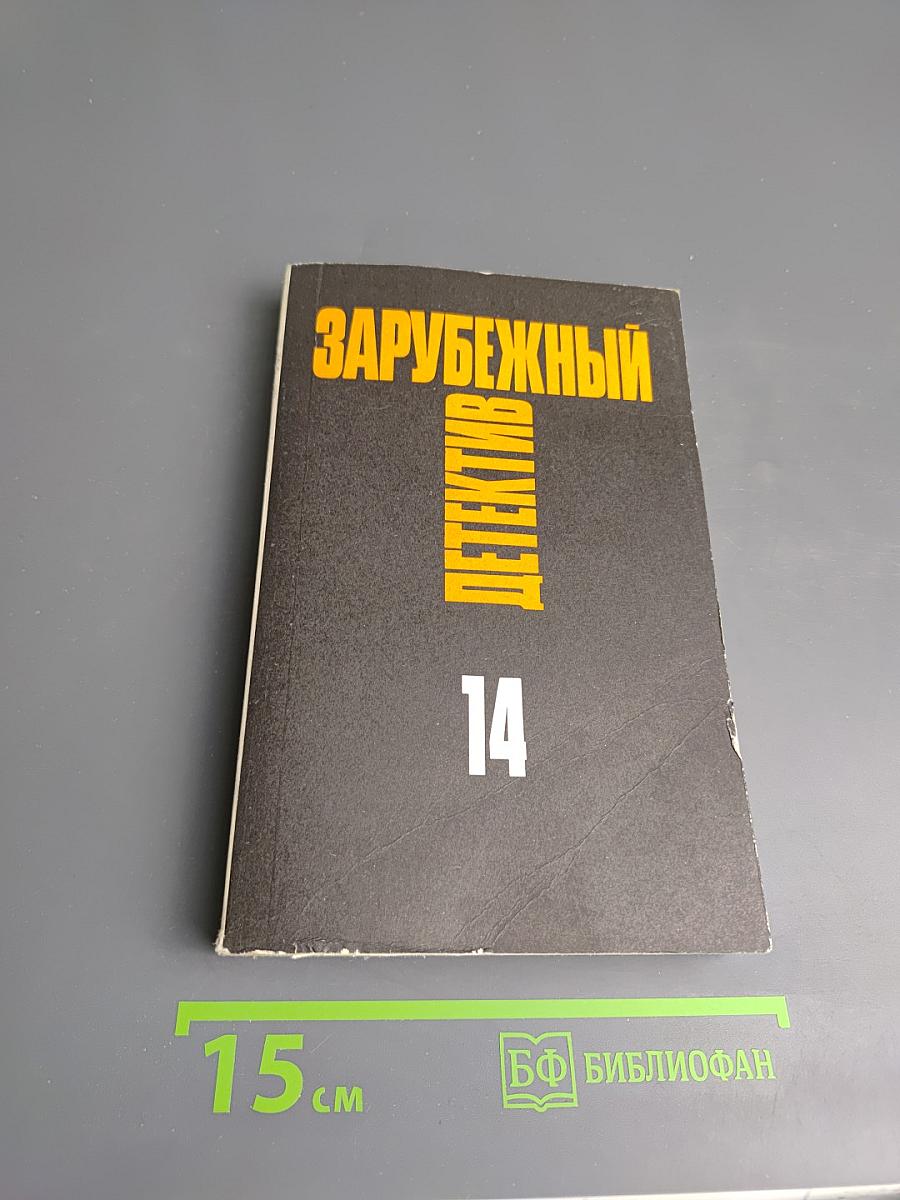 ЗАРУБЕЖНЫЙ
ДЕТЕКТИВ
14
15 см
БФ БИБЛИОФАН